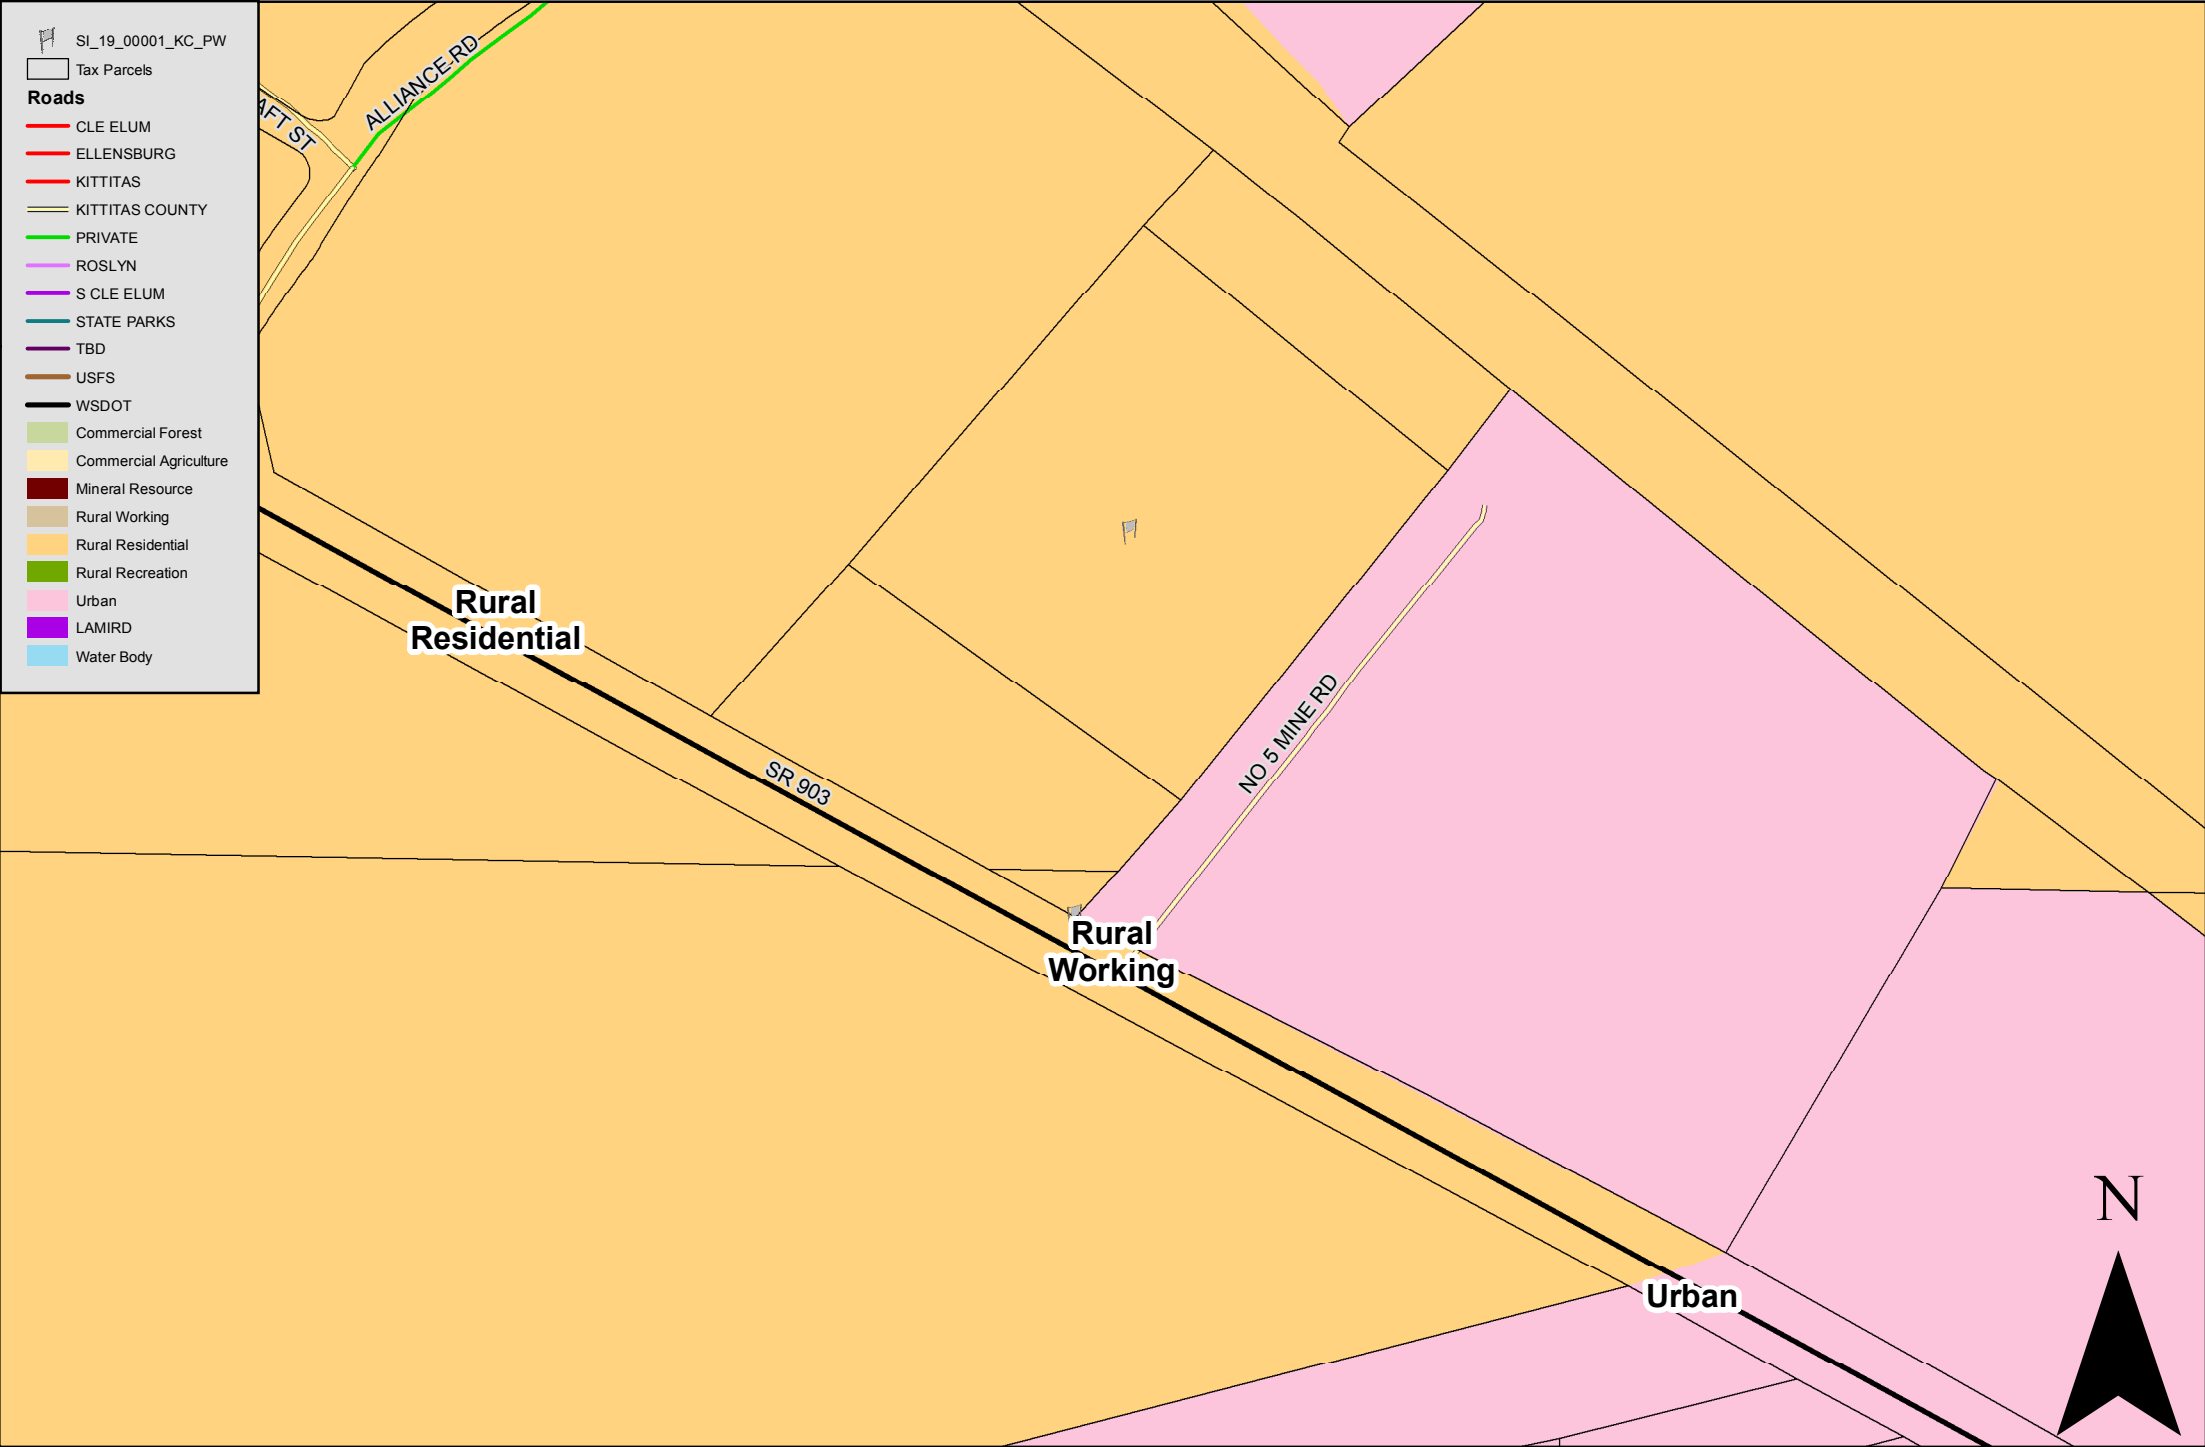 SI_19_00001_KC_PW
Tax Parcels
Roads
CLE ELUM
ELLENSBURG
KITTITAS
KITTITAS COUNTY
PRIVATE
ROSLYN
S CLE ELUM
STATE PARKS
TBD
USFS
WSDOT
Commercial Forest
Commercial Agriculture
Mineral Resource
Rural Working
Rural Residential
Rural Recreation
Urban
LAMIRD
Water Body
ALLIANCE RD
AFT ST
Rural
Residential
SR 903
NO 5 MINE RD
Rural
Working
Urban
N